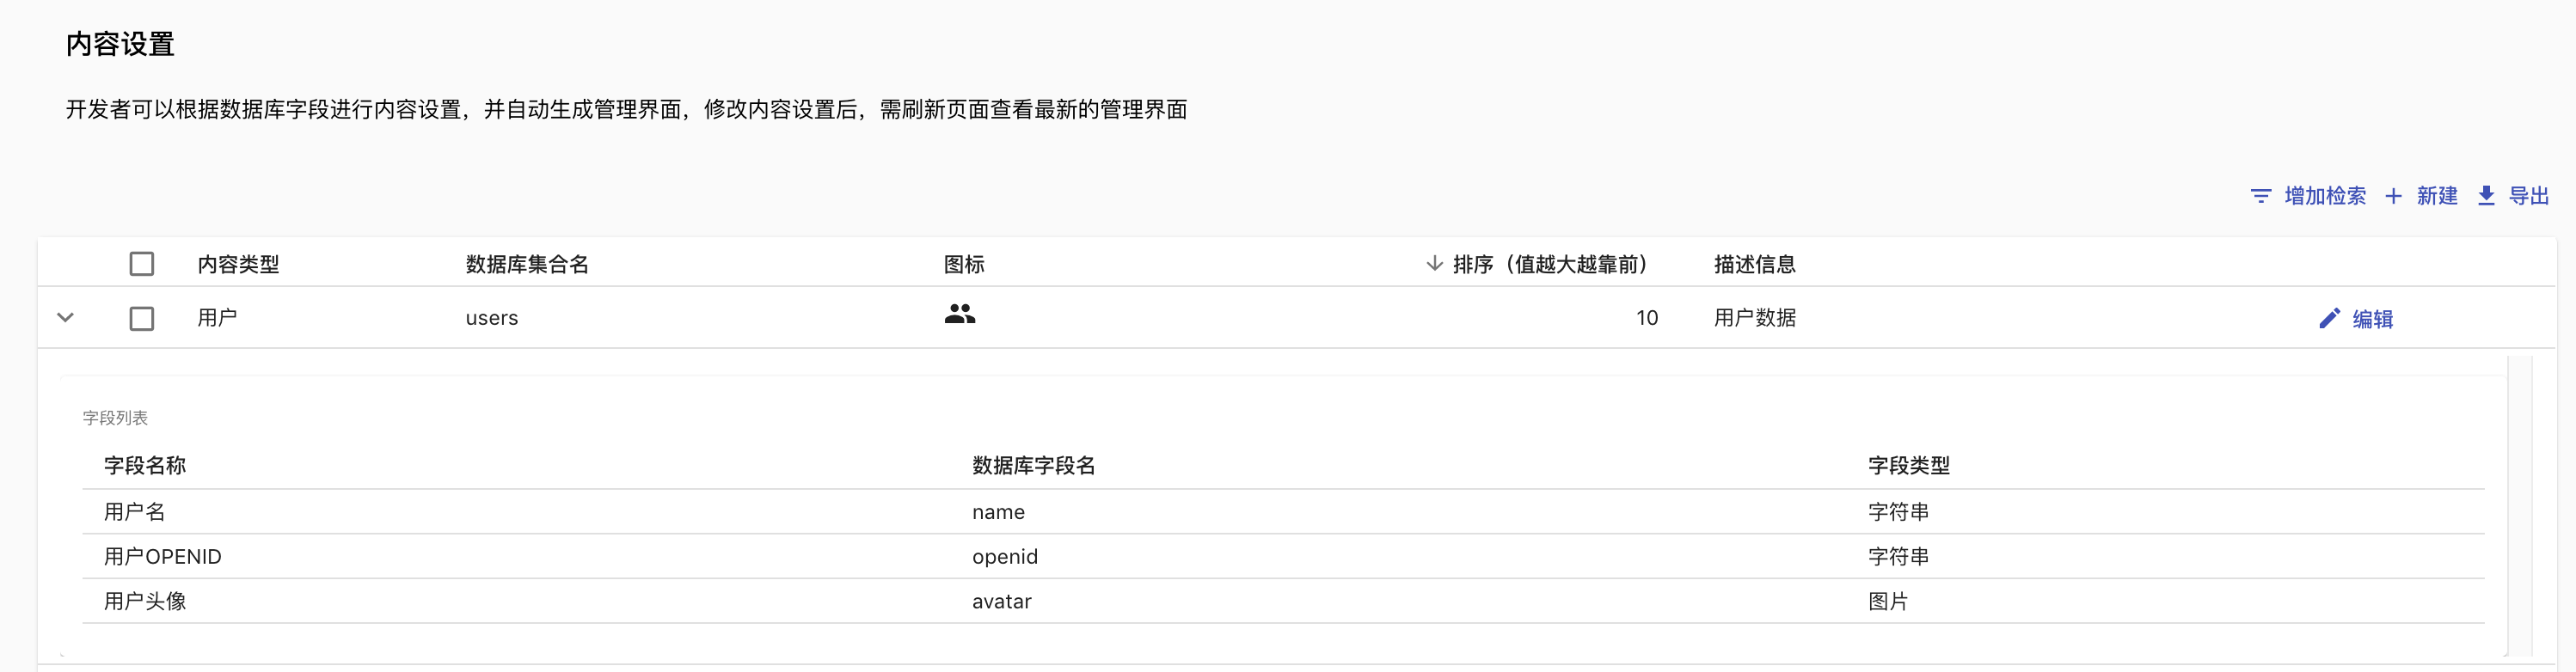 内容设置
开发者可以根据数据库字段进行内容设置，并自动生成管理界面，修改内容设置后，需刷新页面查看最新的管理界面
增加检索 新建 导出
内容类型 数据库集合名 图标 排序（值越大越靠前） 描述信息
用户 users 10 用户数据 编辑
字段列表
字段名称 数据库字段名 字段类型
用户名 name 字符串
用户OPENID openid 字符串
用户头像 avatar 图片